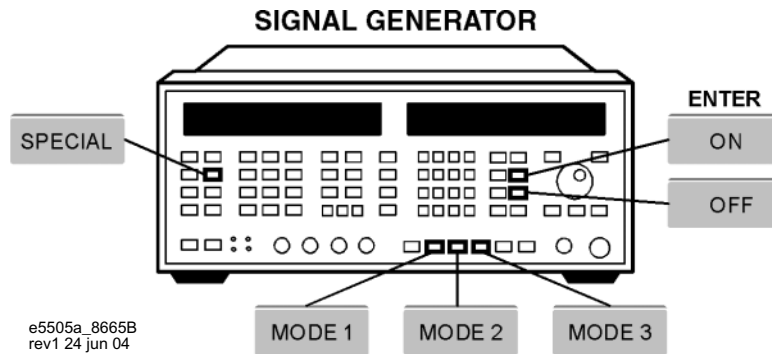 SIGNAL GENERATOR
ENTER
SPECIAL
ON
OFF
MODE 1
MODE 2
MODE 3
e5505a_8665B
rev1 24 jun 04